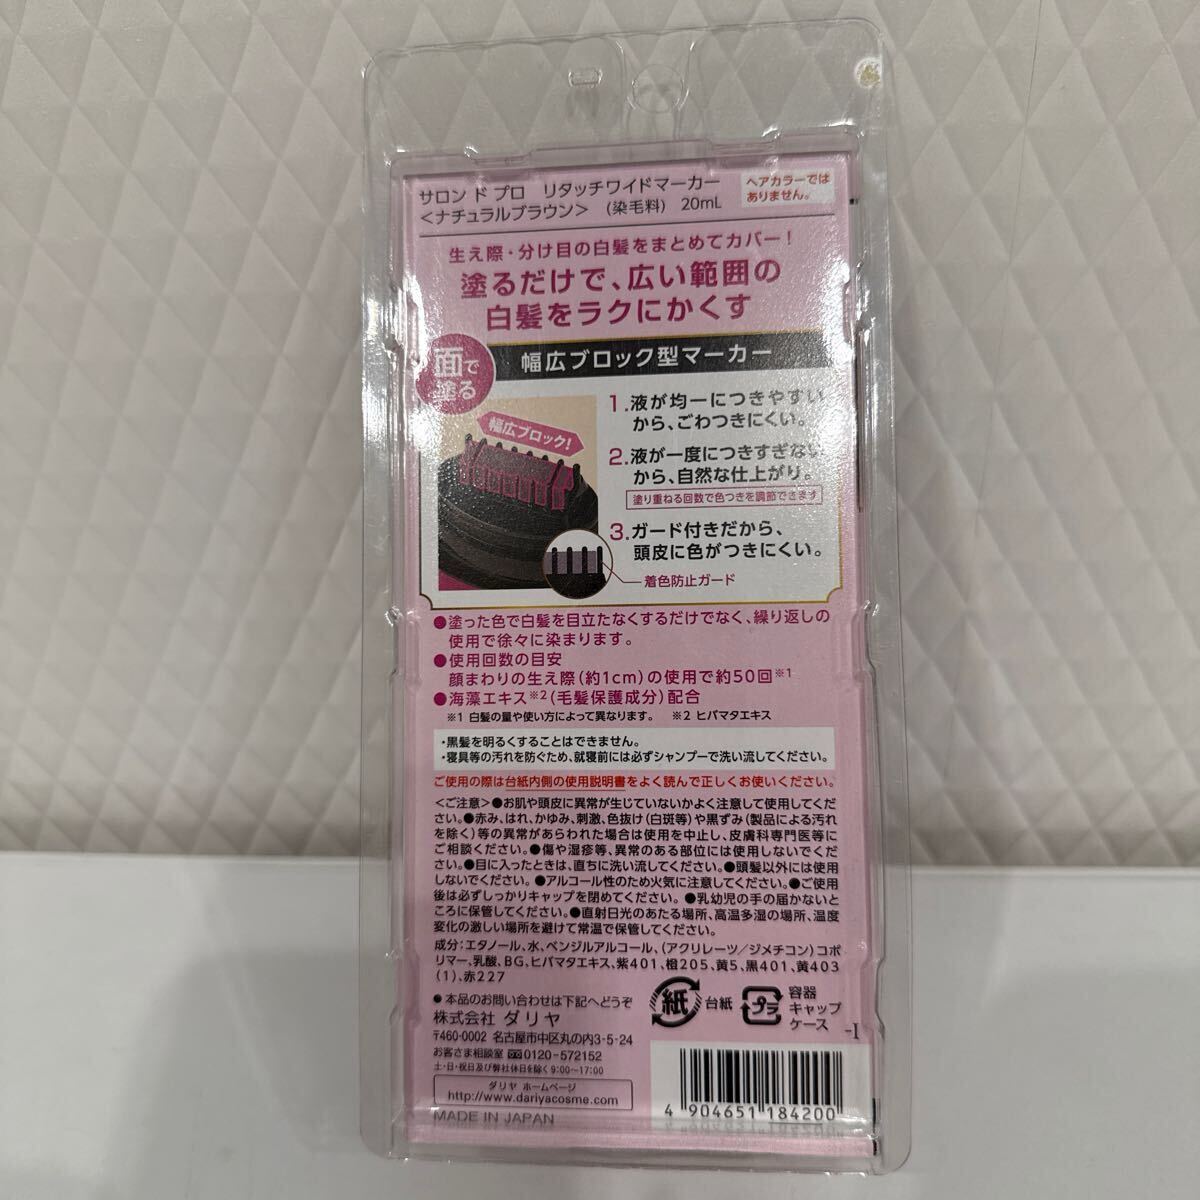 サロン ド プロ リタッチワイドマーカー
＜ナチュラルブラウン＞ (染毛料) 20mL
ヘアカラーでは
ありません。
生え際・分け目の白髪をまとめてカバー！
塗るだけで、広い範囲の
白髪をラクにかくす
面で
塗る
幅広ブロック型マーカー
幅広ブロック！
1.液が均一につきやすい
から、ごわつきにくい。
2.液が一度につきすぎない
から、自然な仕上がり。
塗り重ねる回数で色つきを調節できます
3.ガード付きだから、
頭皮に色がつきにくい。
着色防止ガード
●塗った色で白髪を目立たなくするだけでなく、繰り返しの
使用で徐々に染まります。
●使用回数の目安
顔まわりの生え際(約1cm)の使用で約50回※1
●海藻エキス※2(毛髪保護成分)配合
※1 白髪の量や使い方によって異なります。 ※2 ヒバマタエキス
・黒髪を明るくすることはできません。
・寝具等の汚れを防ぐため、就寝前には必ずシャンプーで洗い流してください。
ご使用の際は台紙内側の使用説明書をよく読んで正しくお使いください。
＜ご注意＞●お肌や頭皮に異常が生じていないかよく注意して使用してくだ
さい。●赤み、はれ、かゆみ、刺激、色抜け(白斑等)や黒ずみ(製品による汚れ
を除く)等の異常があらわれた場合は使用を中止し、皮膚科専門医等に
ご相談ください。●傷や湿疹等、異常のある部位には使用しないでくだ
さい。●目に入ったときは、直ちに洗い流してください。●頭髪以外には使用
しないでください。●アルコール性のため火気に注意してください。●ご使用
後は必ずしっかりキャップを閉めてください。●乳幼児の手の届かないと
ころに保管してください。●直射日光のあたる場所、高温多湿の場所、温度
変化の激しい場所を避けて常温で保管してください。
成分：エタノール、水、ベンジルアルコール、(アクリレーツ／ジメチコン)コポ
リマー、乳酸、BG、ヒバマタエキス、紫401、橙205、黄5、黒401、黄403
(1)、赤227
●本品のお問い合わせは下記へどうぞ
株式会社 ダリヤ
〒460-0002 名古屋市中区丸の内3-5-24
お客さま相談室 0120-572152
土・日・祝日及び弊社休日を除く9:00〜17:00
ダリヤ ホームページ
http://www.dariyacosme.com
MADE IN JAPAN
紙 台紙
プラ 容器
キャップ
ケース
-1
4 904651 184200